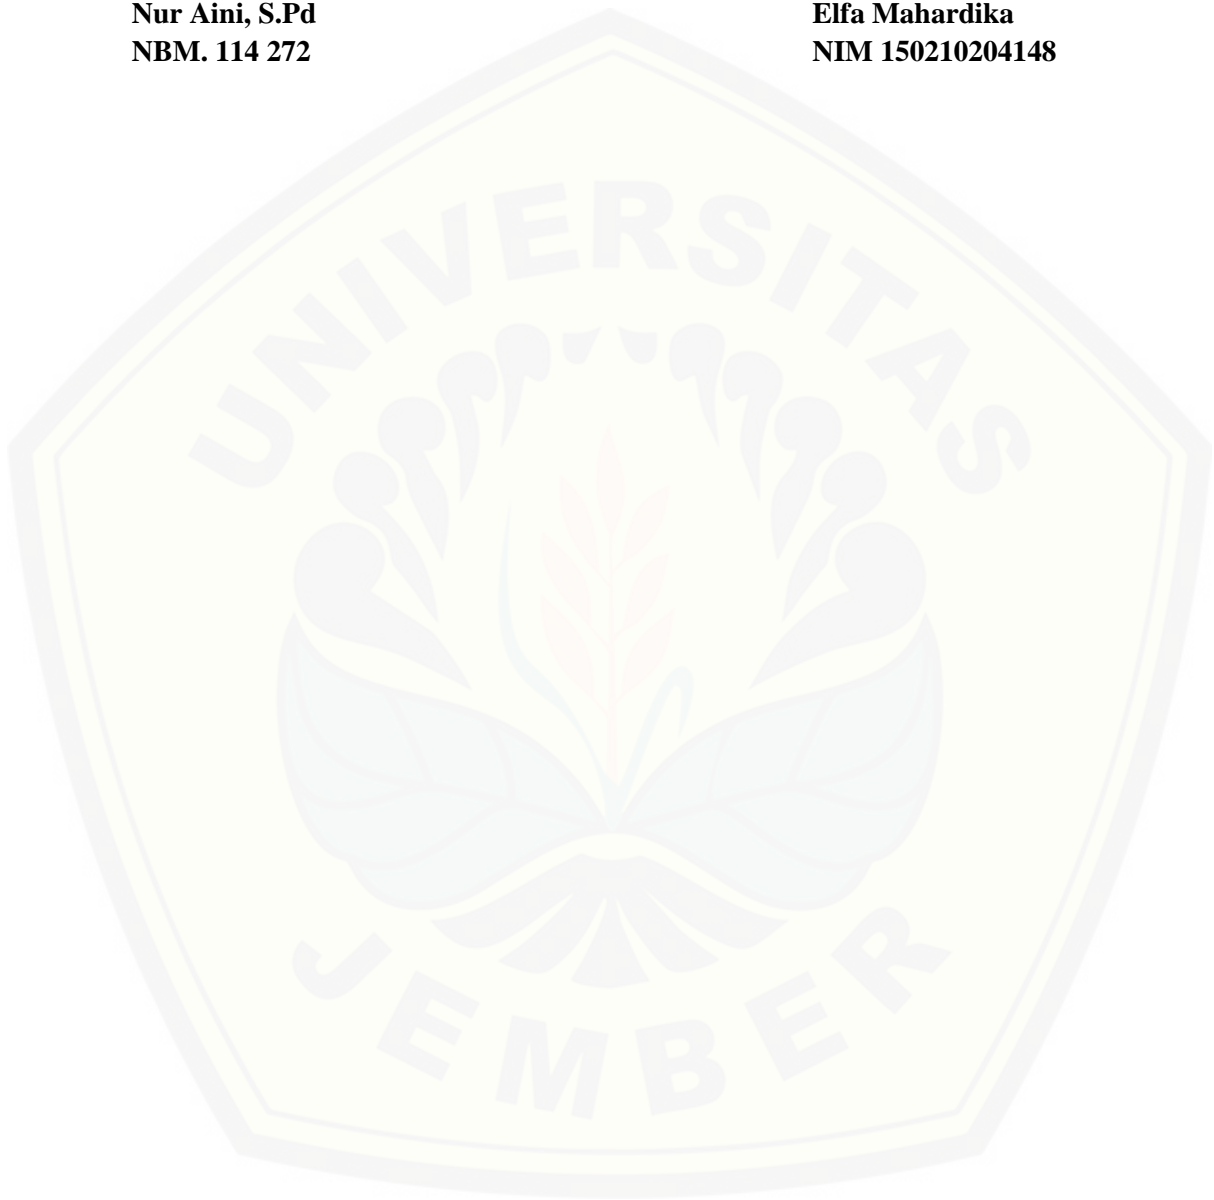 Nur Aini, S.Pd
NBM. 114 272
Elfa Mahardika
NIM 150210204148
UNIVERSITAS
JEMBER